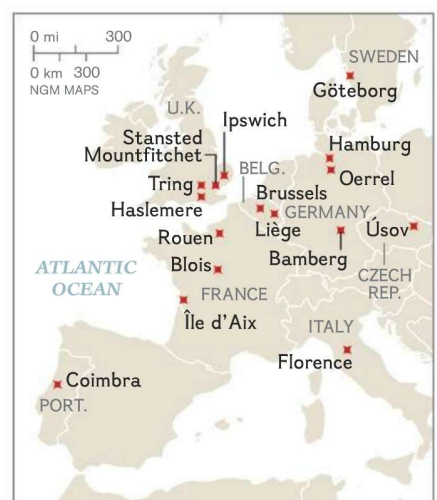 0 mi 300
0 km 300
NGM MAPS
SWEDEN
Göteborg
U.K.
Ipswich
Stansted
Mountfitchet
Hamburg
BELG.
Tring
Oerrel
Brussels
Haslemere
GERMANY
Liège
Úsov
Rouen
Bamberg
Blois
ATLANTIC
OCEAN
CZECH
REP.
FRANCE
Île d'Aix
ITALY
Florence
Coimbra
PORT.